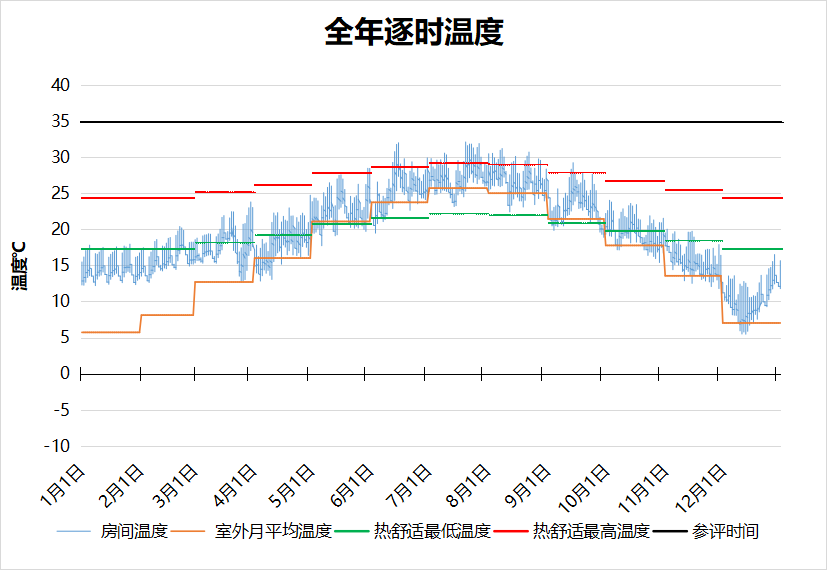 全年逐时温度
温度℃
40
35
30
25
20
15
10
5
0
-5
-10
1月1日
2月1日
3月1日
4月1日
5月1日
6月1日
7月1日
8月1日
9月1日
10月1日
11月1日
12月1日
房间温度 室外月平均温度 热舒适最低温度 热舒适最高温度 参评时间